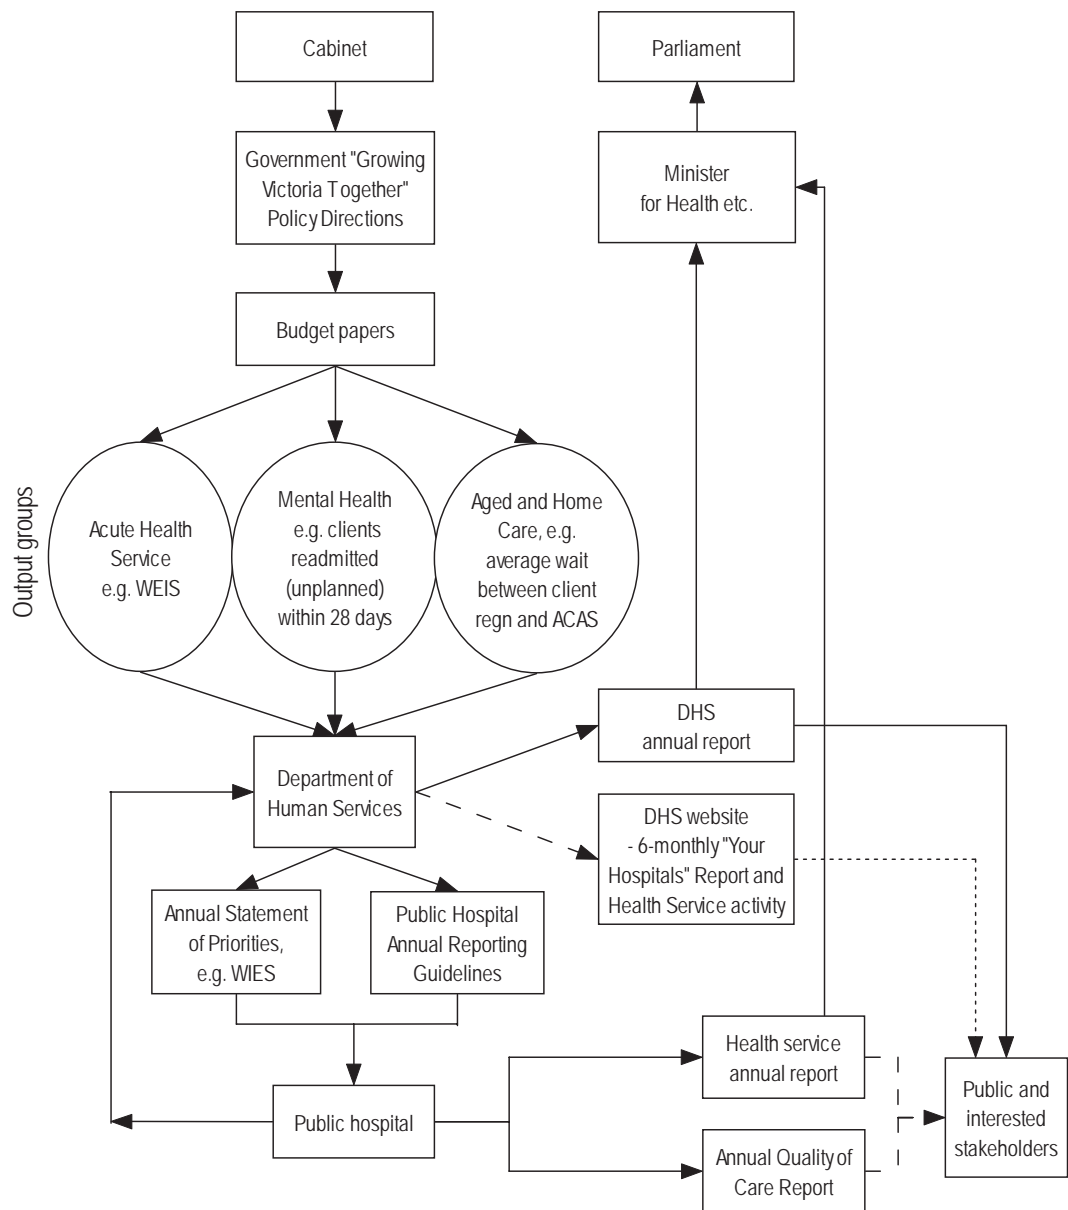 Cabinet
Parliament
Government "Growing
Victoria Together"
Policy Directions
Minister
for Health etc.
Budget papers
Output groups
Acute Health
Service
e.g. WEIS
Mental Health
e.g. clients
readmitted
(unplanned)
within 28 days
Aged and Home
Care, e.g.
average wait
between client
regn and ACAS
DHS
annual report
Department of
Human Services
DHS website
- 6-monthly "Your
Hospitals" Report and
Health Service activity
Annual Statement
of Priorities,
e.g. WIES
Public Hospital
Annual Reporting
Guidelines
Health service
annual report
Public hospital
Public and
interested
stakeholders
Annual Quality of
Care Report